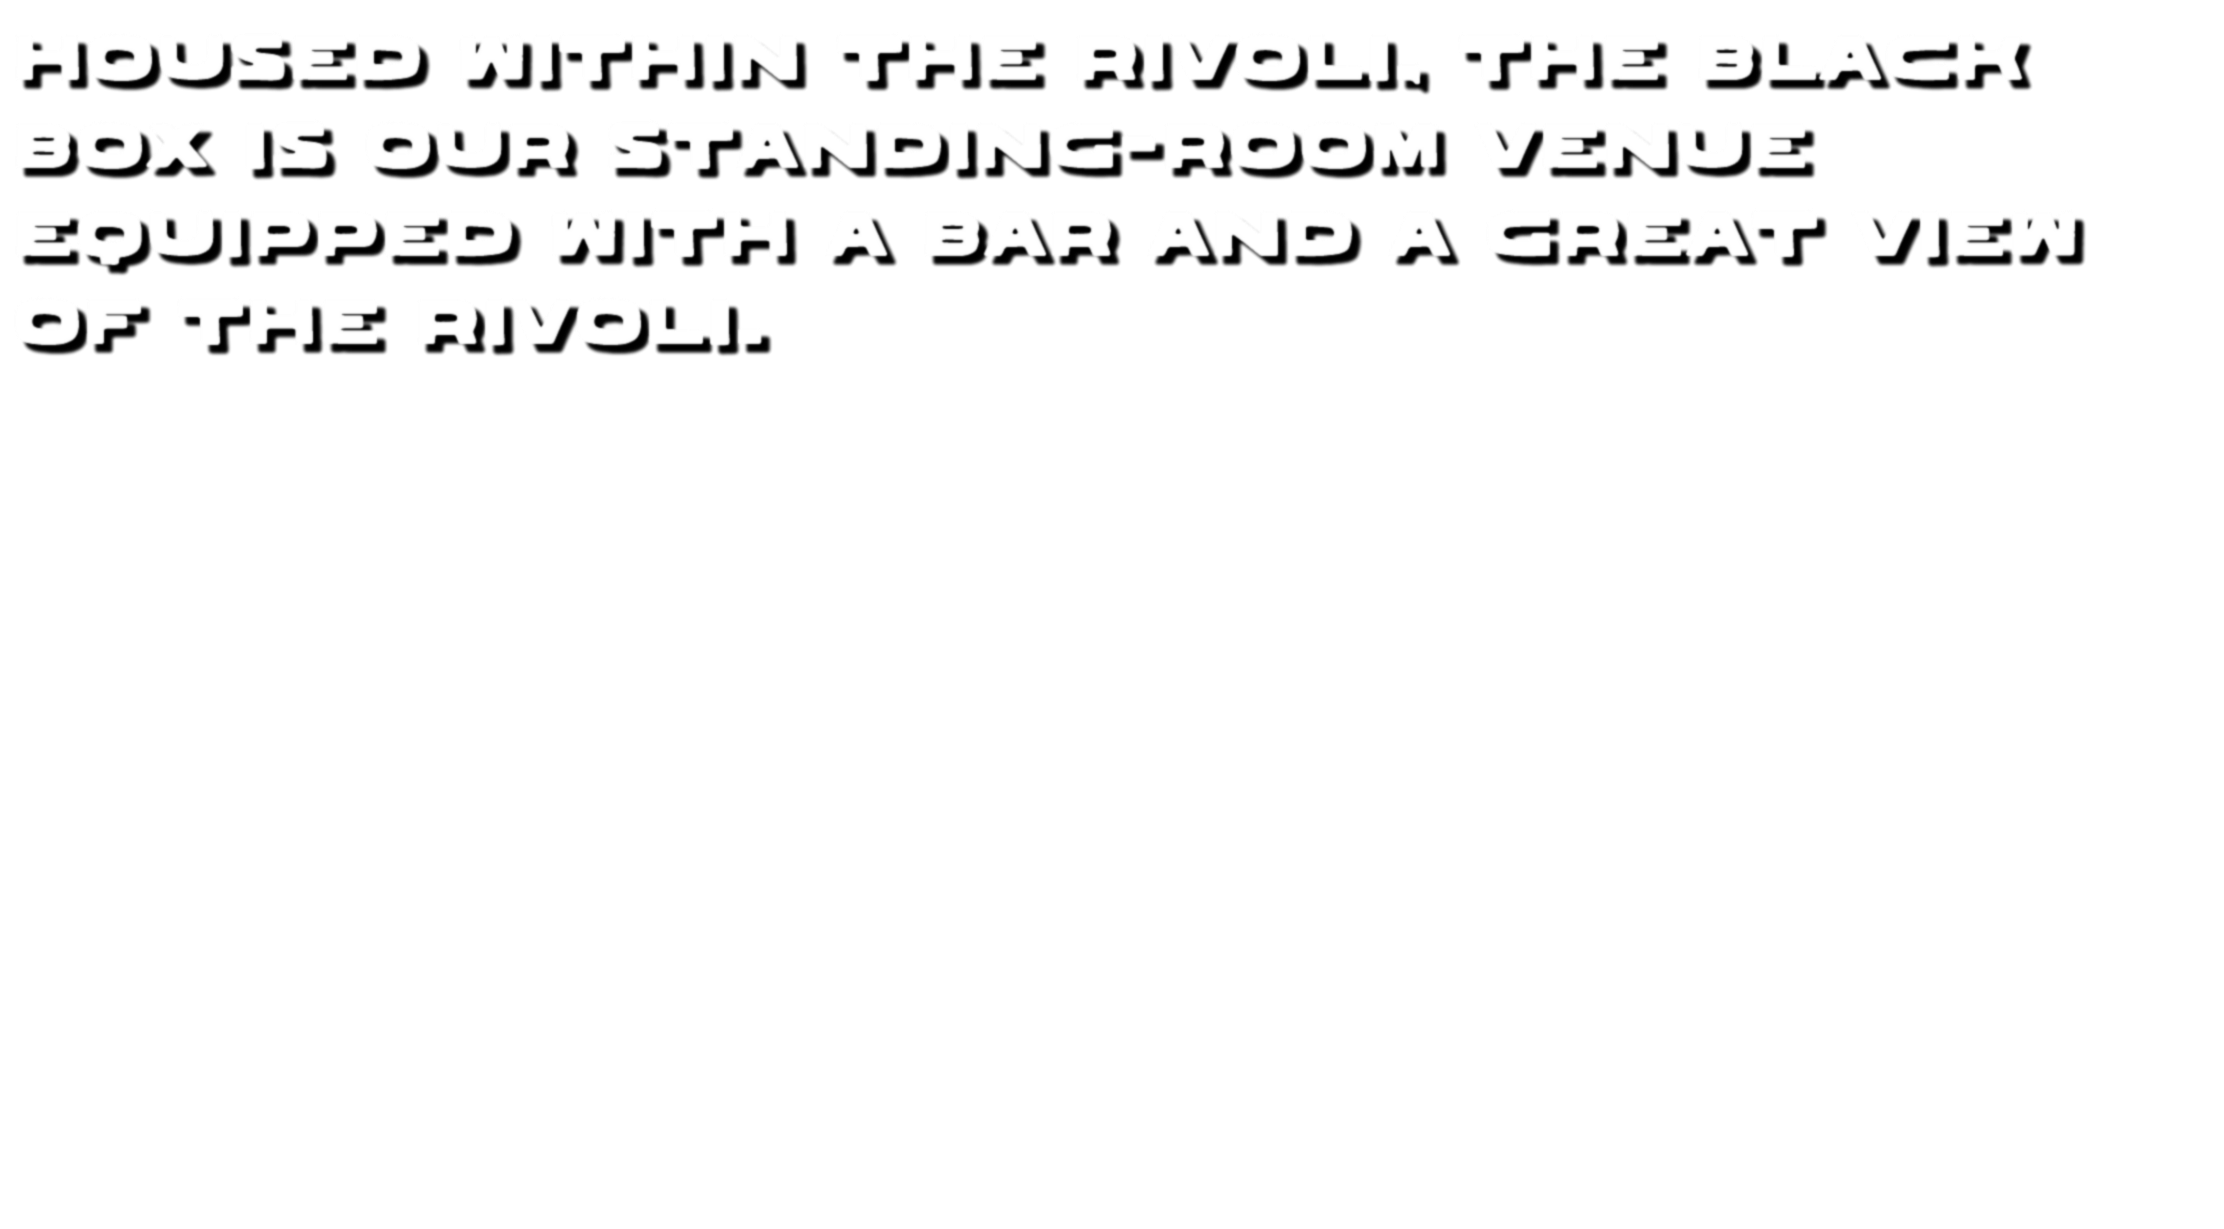 HOUSED WITHIN THE RIVOLI, THE BLACK
BOX IS OUR STANDING-ROOM VENUE
EQUIPPED WITH A BAR AND A GREAT VIEW
OF THE RIVOLI.